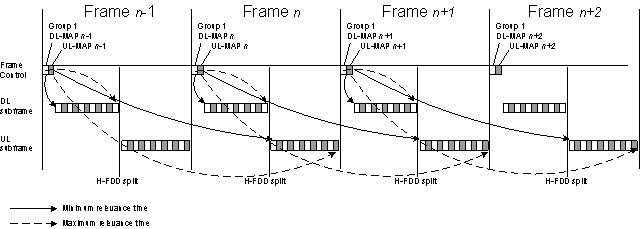 Frame n-1
Frame n
Frame n+1
Frame n+2
Group 1
DL-MAP n-1
UL-MAP n-1
Group 1
DL-MAP n
UL-MAP n
Group 1
DL-MAP n+1
UL-MAP n+1
Group 1
DL-MAP n+2
UL-MAP n+2
Frame
Control
DL
subframe
UL
subframe
H-FDD split
H-FDD split
H-FDD split
H-FDD split
Minimum relevance time
Maximum relevance time